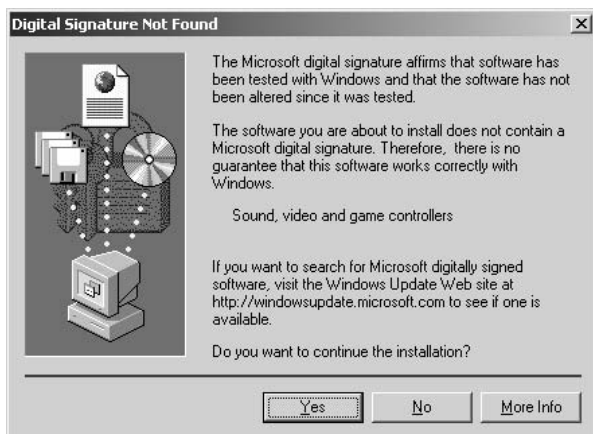 Digital Signature Not Found
The Microsoft digital signature affirms that software has
been tested with Windows and that the software has not
been altered since it was tested.
The software you are about to install does not contain a
Microsoft digital signature. Therefore, there is no
guarantee that this software works correctly with
Windows.
Sound, video and game controllers
If you want to search for Microsoft digitally signed
software, visit the Windows Update Web site at
http://windowsupdate.microsoft.com to see if one is
available.
Do you want to continue the installation?
Yes No More Info